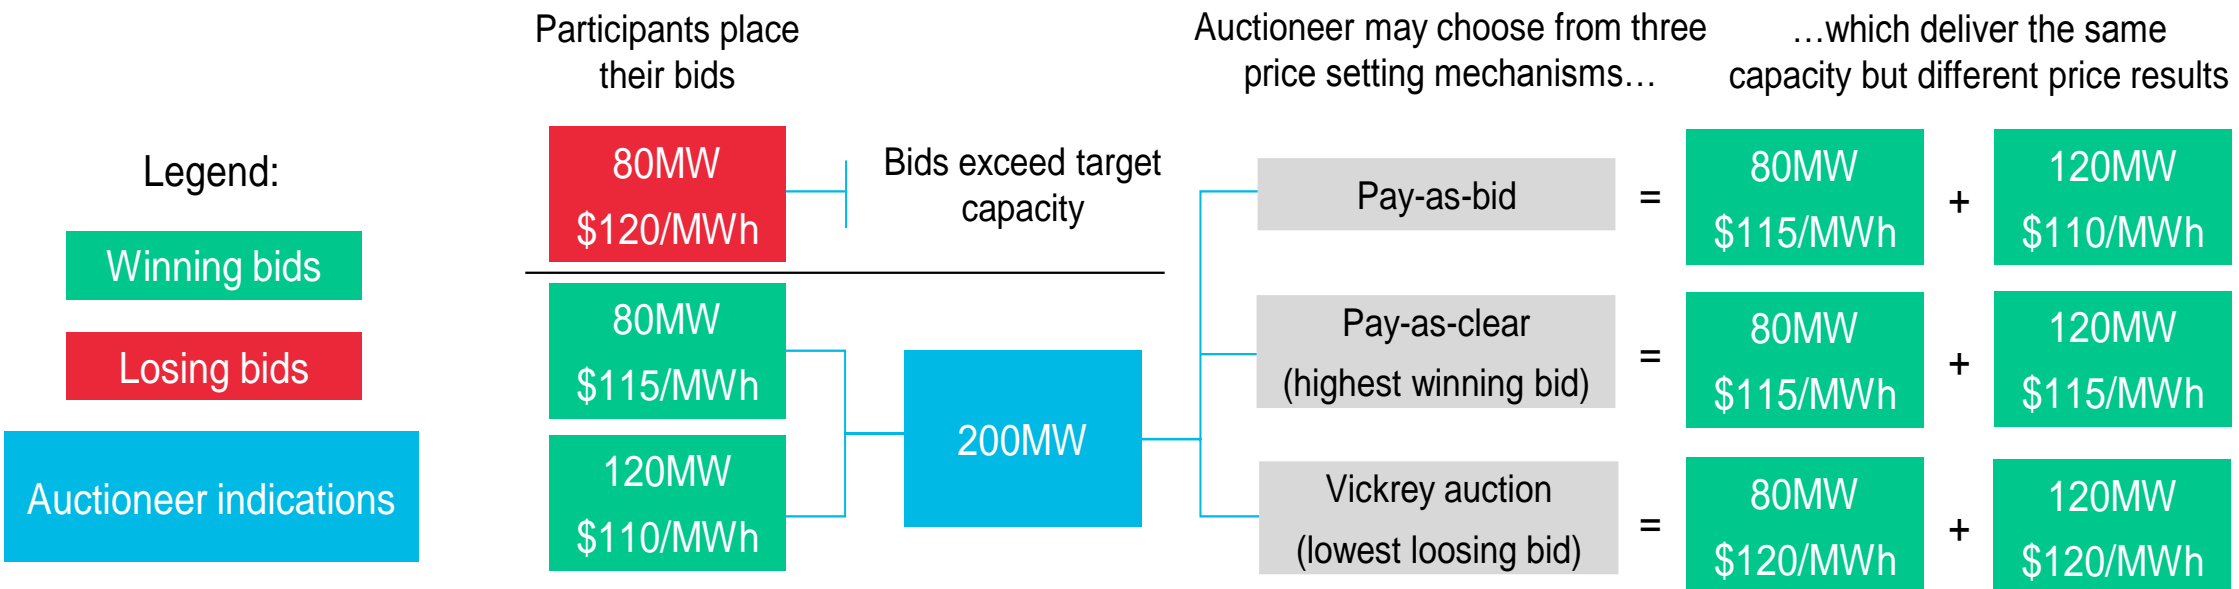 Participants place
their bids
Auctioneer may choose from three
price setting mechanisms…
…which deliver the same
capacity but different price results
Legend:
Winning bids
Losing bids
Auctioneer indications
80MW
$120/MWh
Bids exceed target
capacity
80MW
$115/MWh
120MW
$110/MWh
200MW
Pay-as-bid
=
80MW
$115/MWh
+
120MW
$110/MWh
Pay-as-clear
(highest winning bid)
=
80MW
$115/MWh
+
120MW
$115/MWh
Vickrey auction
(lowest loosing bid)
=
80MW
$120/MWh
+
120MW
$120/MWh